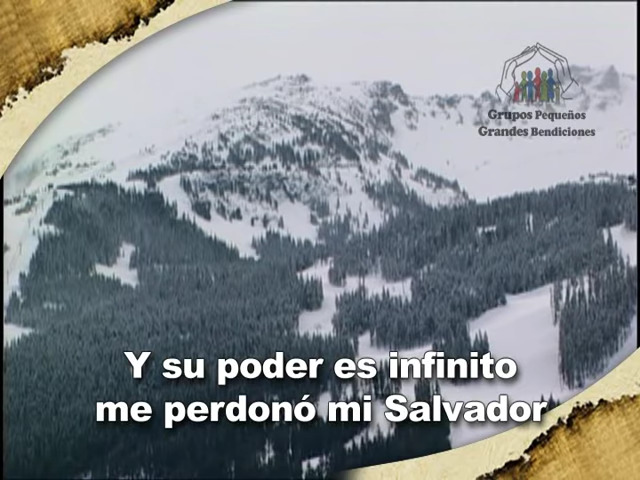 Grupos Pequeños
Grandes Bendiciones
Y su poder es infinito
me perdonó mi Salvador